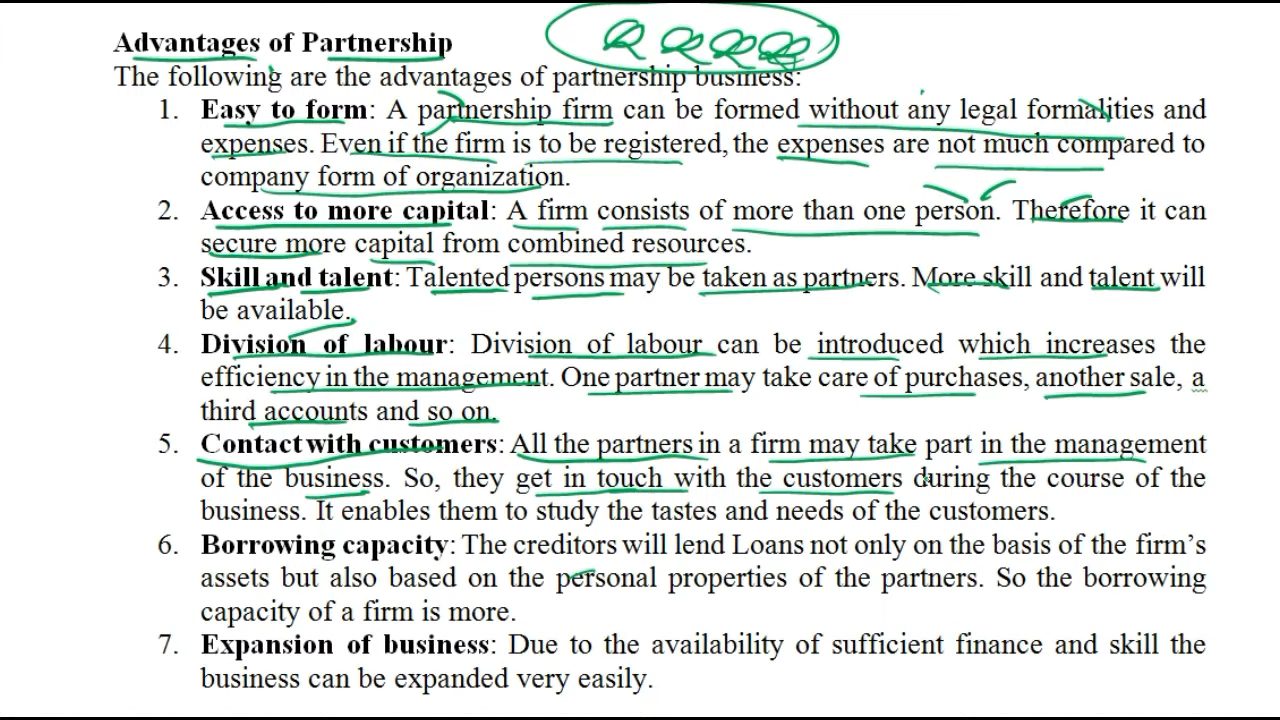 Advantages of Partnership
The following are the advantages of partnership business:
1. Easy to form: A partnership firm can be formed without any legal formalities and
expenses. Even if the firm is to be registered, the expenses are not much compared to
company form of organization.
2. Access to more capital: A firm consists of more than one person. Therefore it can
secure more capital from combined resources.
3. Skill and talent: Talented persons may be taken as partners. More skill and talent will
be available.
4. Division of labour: Division of labour can be introduced which increases the
efficiency in the management. One partner may take care of purchases, another sale, a
third accounts and so on.
5. Contact with customers: All the partners in a firm may take part in the management
of the business. So, they get in touch with the customers during the course of the
business. It enables them to study the tastes and needs of the customers.
6. Borrowing capacity: The creditors will lend Loans not only on the basis of the firm's
assets but also based on the personal properties of the partners. So the borrowing
capacity of a firm is more.
7. Expansion of business: Due to the availability of sufficient finance and skill the
business can be expanded very easily.